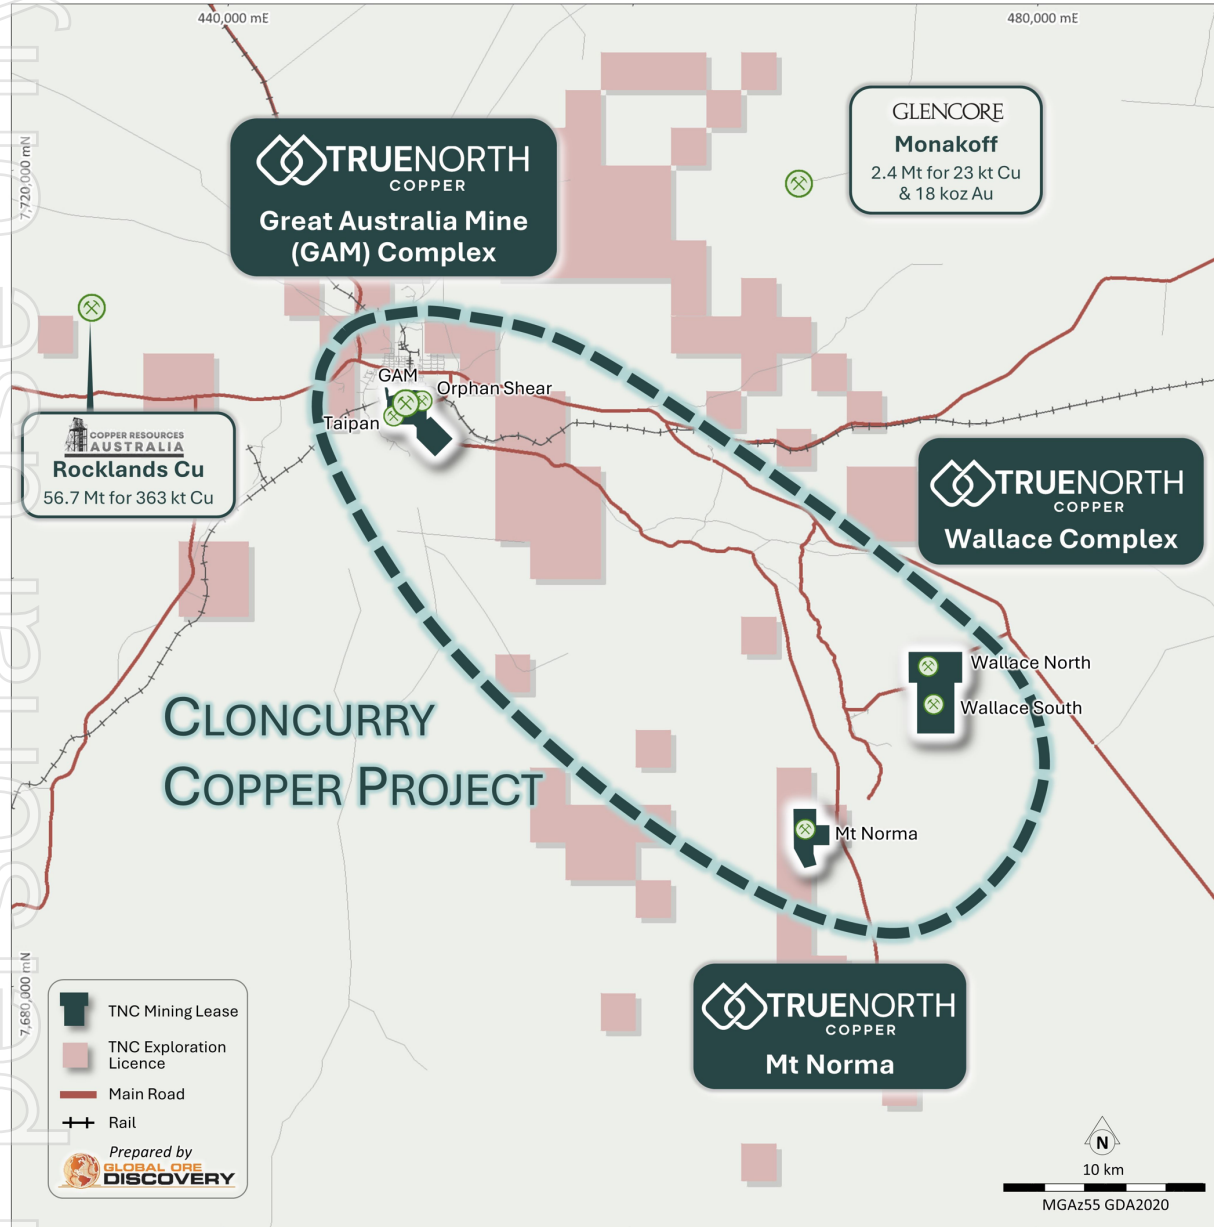 440,000 mE
480,000 mE
7,720,000 mN
7,680,000 mN
TRUENORTH
COPPER
Great Australia Mine
(GAM) Complex
GLENCORE
Monakoff
2.4 Mt for 23 kt Cu
& 18 koz Au
GAM
Orphan Shear
Taipan
COPPER RESOURCES
AUSTRALIA
Rocklands Cu
56.7 Mt for 363 kt Cu
TRUENORTH
COPPER
Wallace Complex
Wallace North
Wallace South
CLONCURRY
COPPER PROJECT
Mt Norma
TRUENORTH
COPPER
Mt Norma
TNC Mining Lease
TNC Exploration
Licence
Main Road
Rail
Prepared by
GLOBAL ORE
DISCOVERY
N
10 km
MGAz55 GDA2020